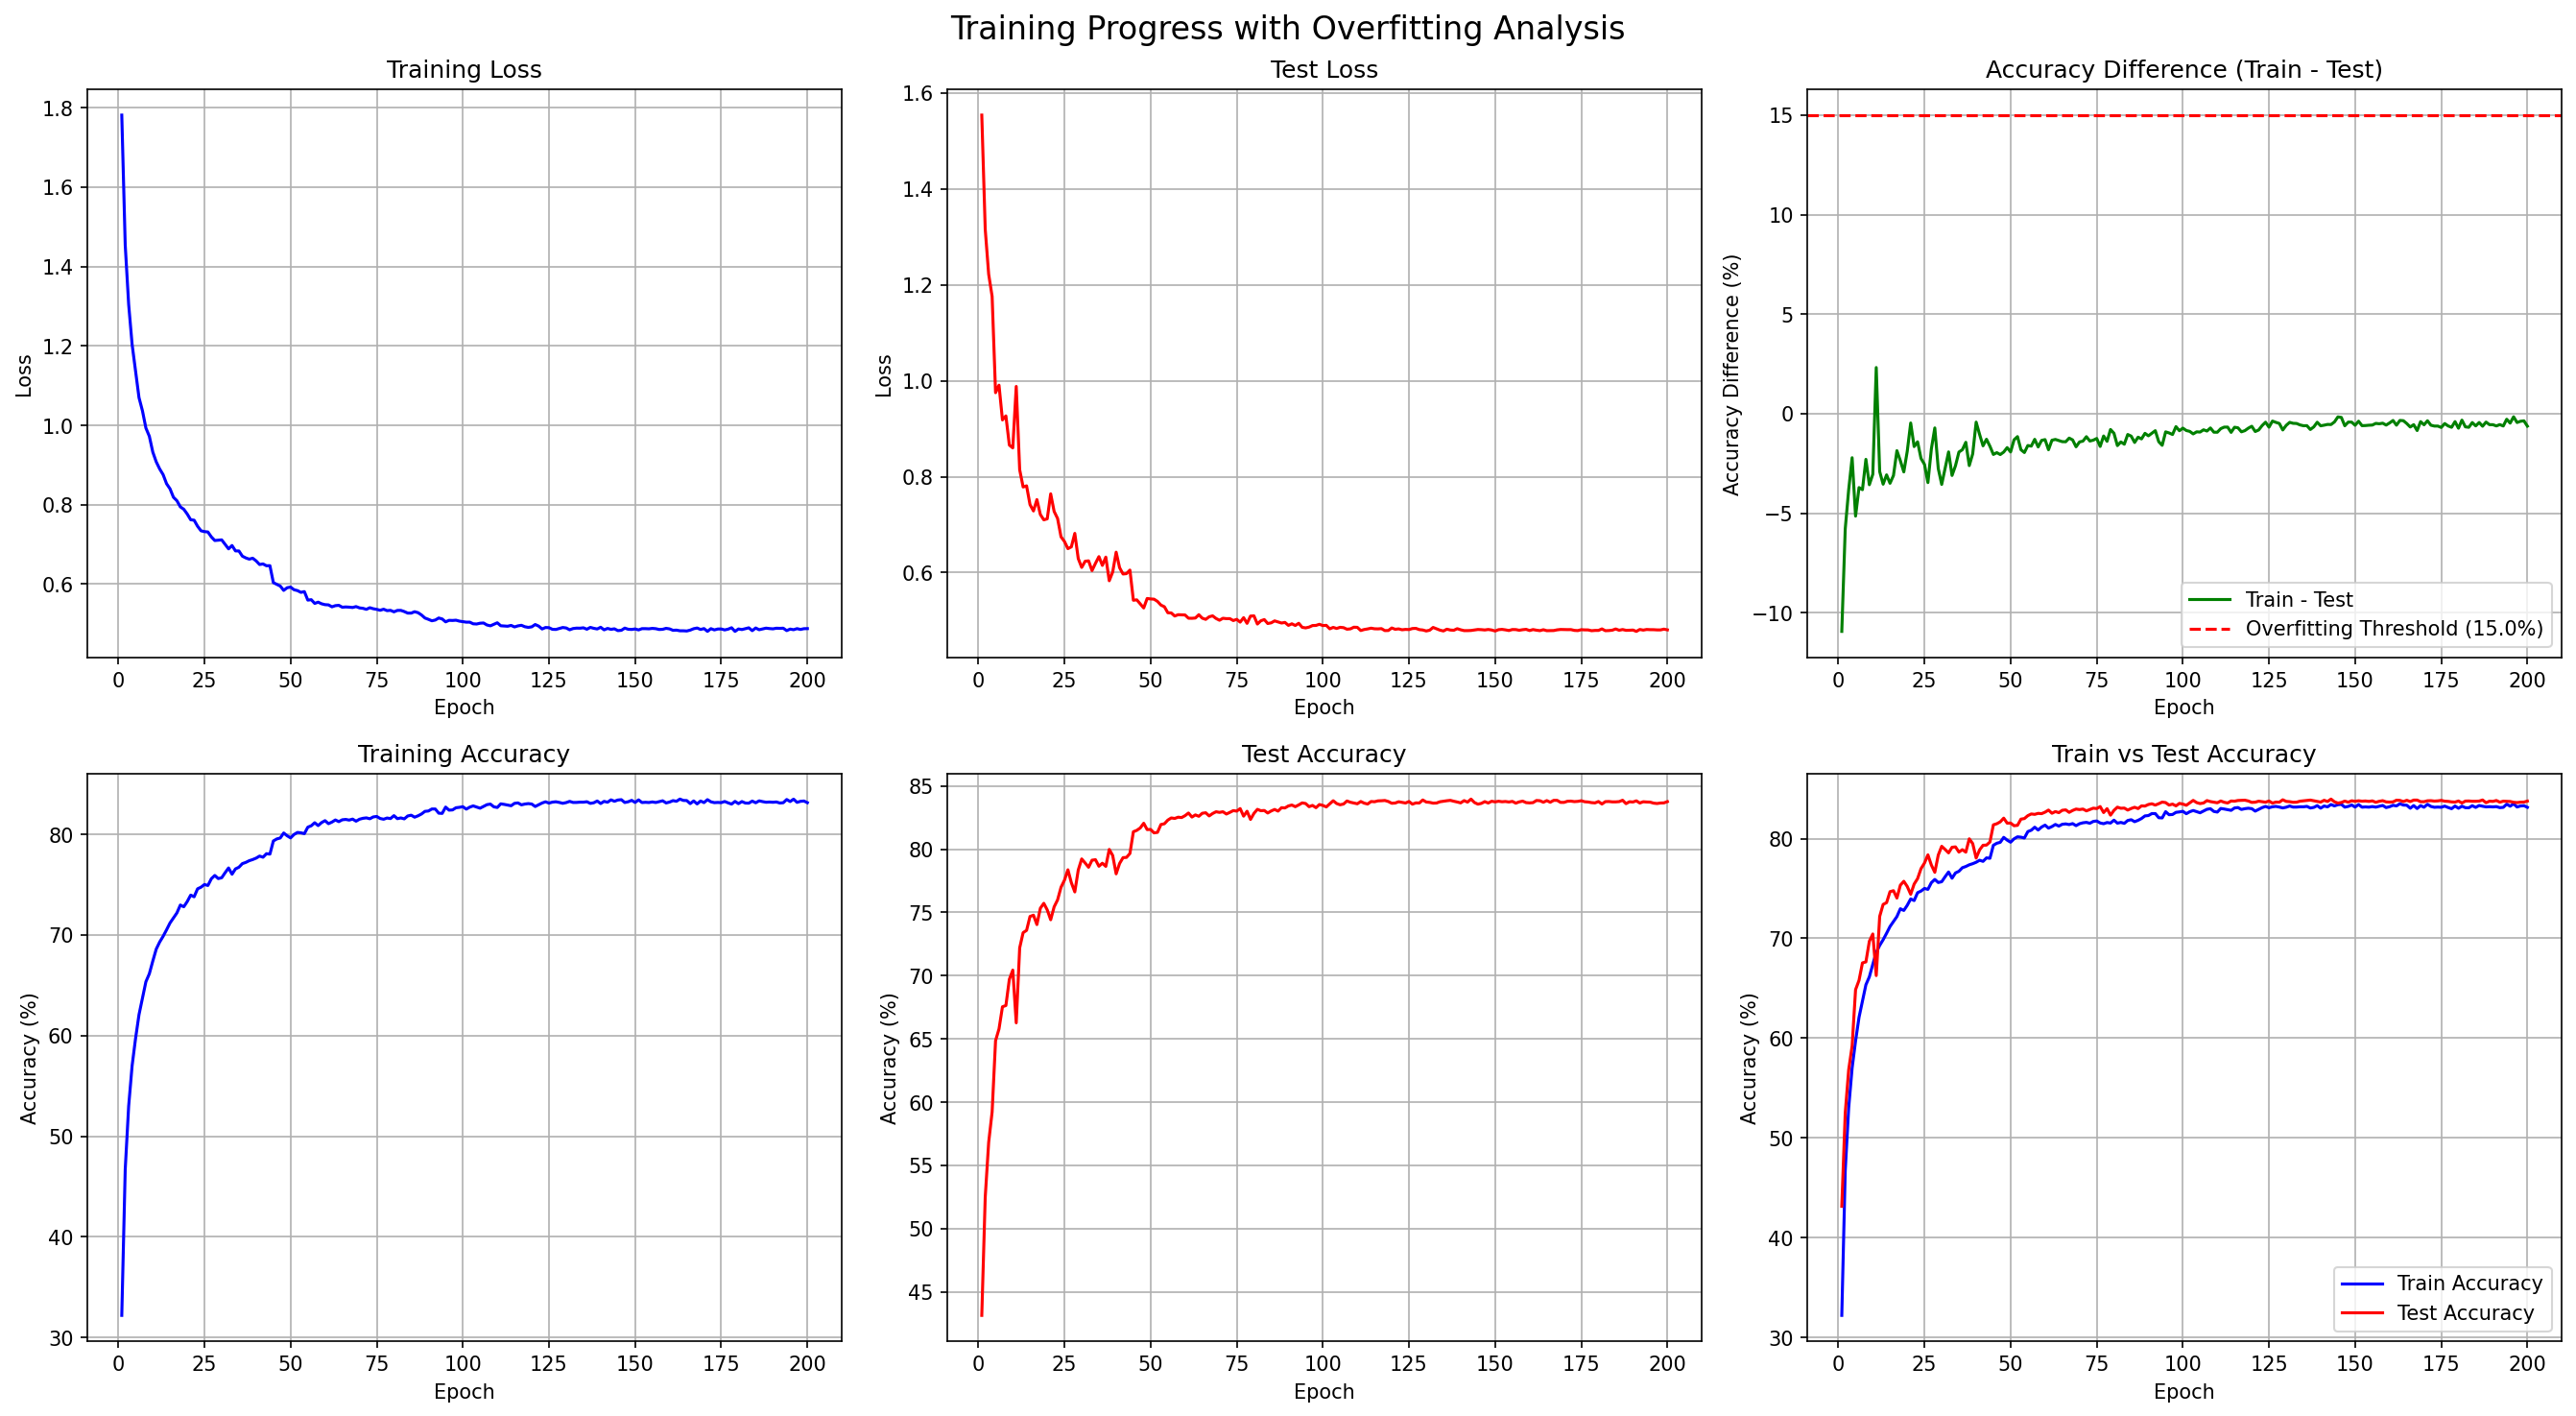 Training Progress with Overfitting Analysis
Training Loss
1.8
1.6
1.4
1.2
1.0
0.8
0.6
Loss
0 25 50 75 100 125 150 175 200
Epoch
Test Loss
1.6
1.4
1.2
1.0
0.8
0.6
Loss
0 25 50 75 100 125 150 175 200
Epoch
Accuracy Difference (Train - Test)
15
10
5
0
−5
−10
Accuracy Difference (%)
Train - Test
Overfitting Threshold (15.0%)
0 25 50 75 100 125 150 175 200
Epoch
Training Accuracy
80
70
60
50
40
30
Accuracy (%)
0 25 50 75 100 125 150 175 200
Epoch
Test Accuracy
85
80
75
70
65
60
55
50
45
Accuracy (%)
0 25 50 75 100 125 150 175 200
Epoch
Train vs Test Accuracy
80
70
60
50
40
30
Accuracy (%)
Train Accuracy
Test Accuracy
0 25 50 75 100 125 150 175 200
Epoch